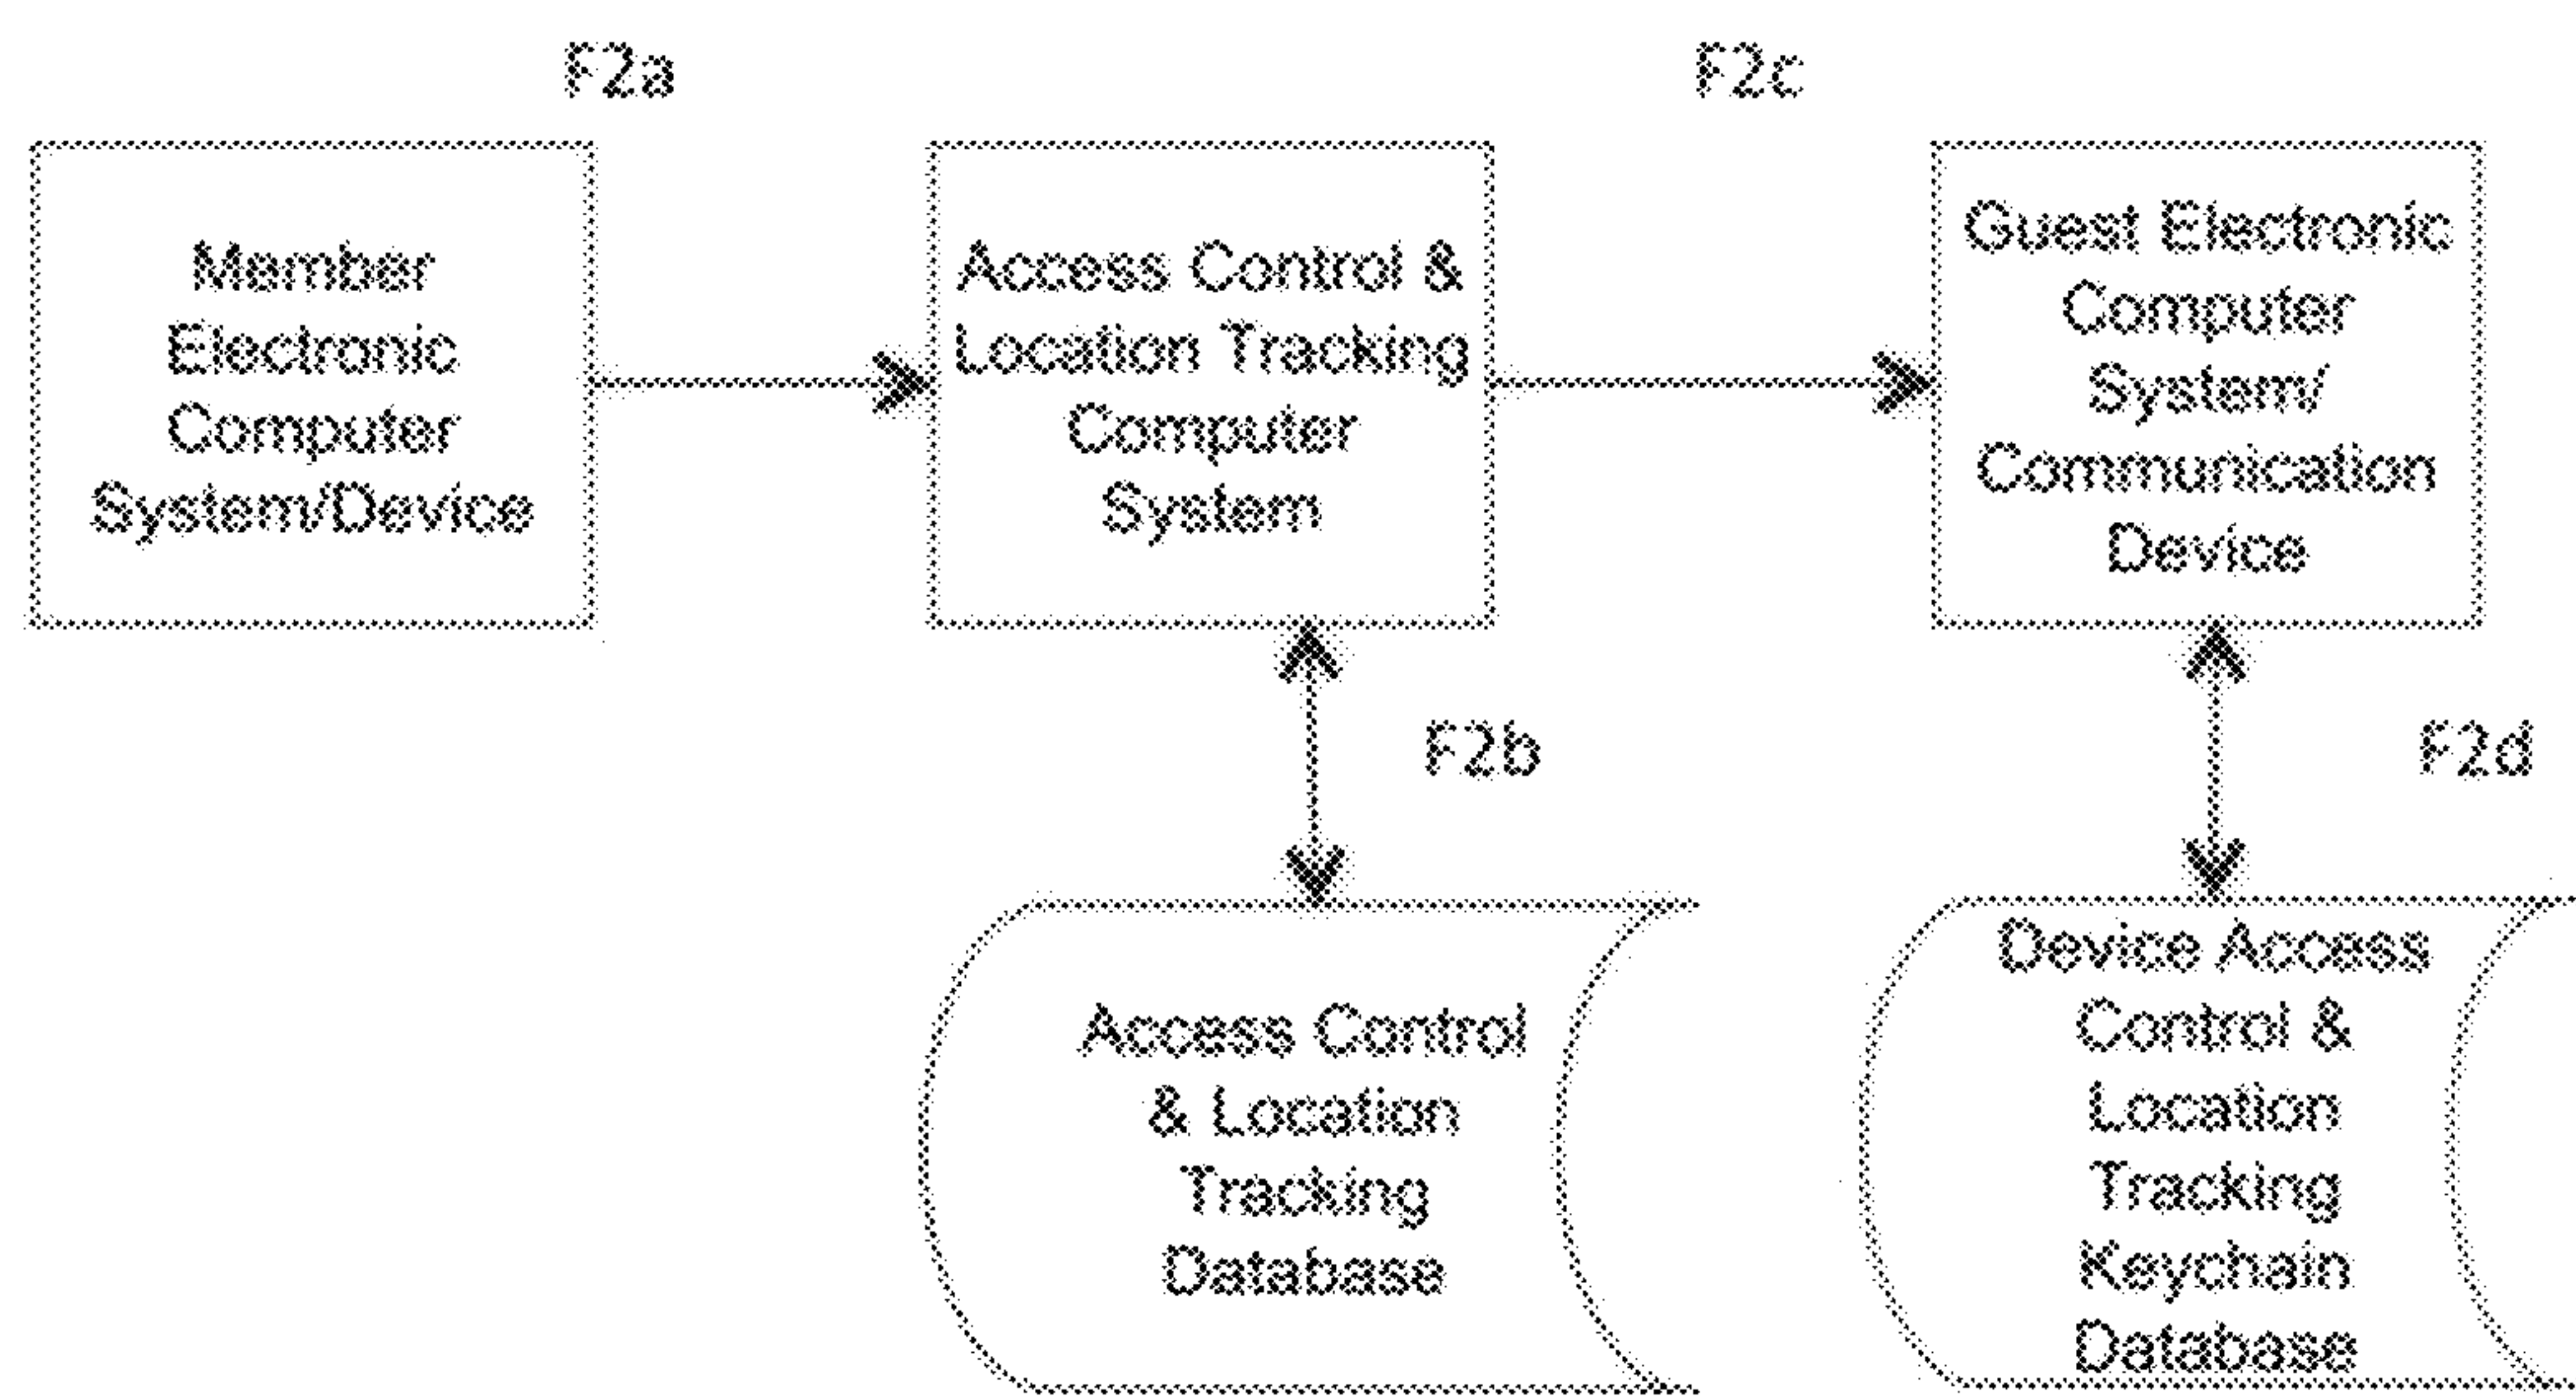 F2a
F2c
Member
Electronic
Computer
System/Device
Access Control &
Location Tracking
Computer
System
Guest Electronic
Computer
System/
Communication
Device
F2b
F2d
Access Control
& Location
Tracking
Database
Device Access
Control &
Location
Tracking
Keychain
Database